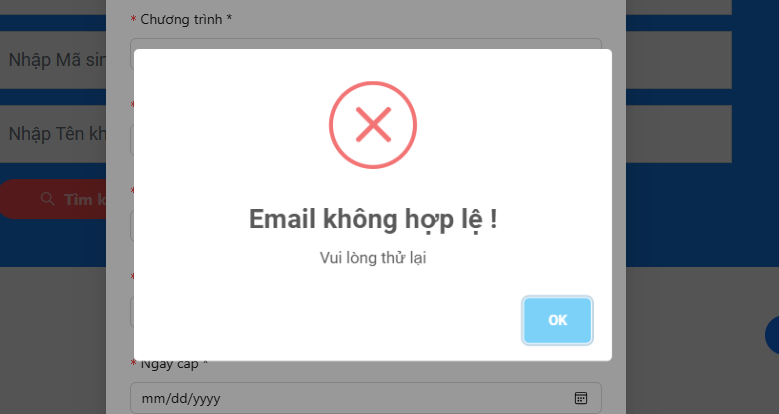 * Chương trình *
Nhập Mã sin
Nhập Tên kh
Tìm k
Email không hợp lệ !
Vui lòng thử lại
OK
* Ngày cấp *
mm/dd/yyyy